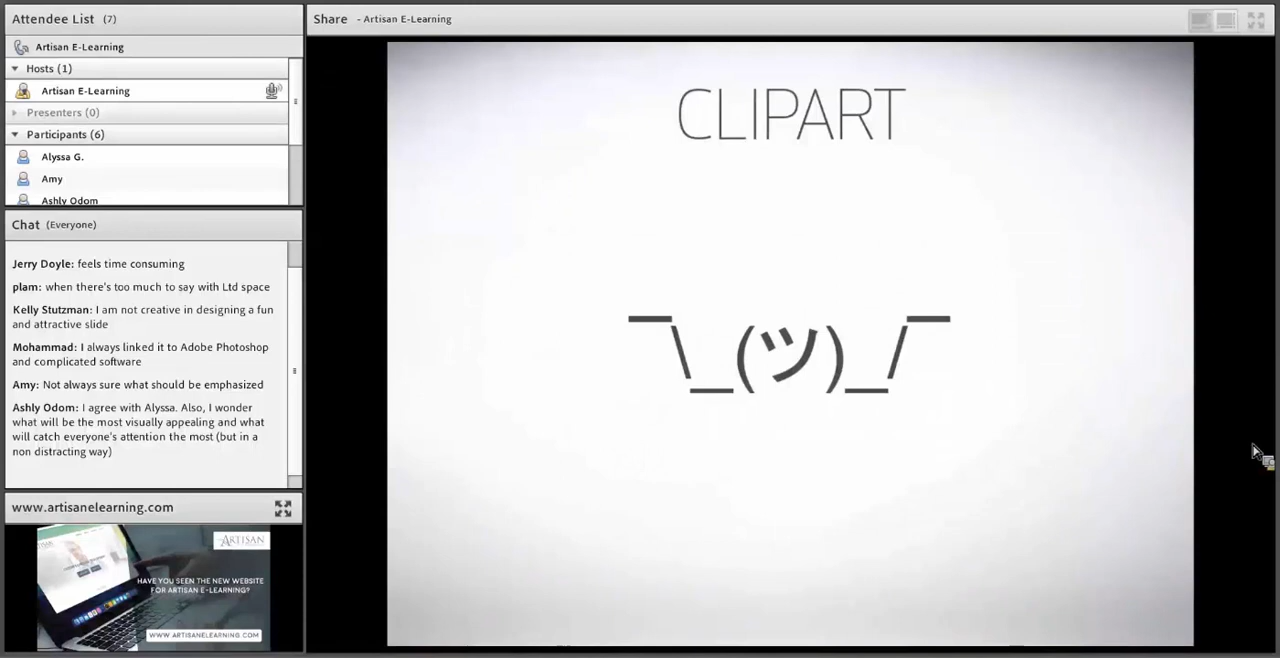 Attendee List (7)
Artisan E-Learning
Hosts (1)
Artisan E-Learning
Presenters (0)
Participants (6)
Alyssa G.
Amy
Ashly Odom
Chat (Everyone)
Jerry Doyle: feels time consuming
plam: when there's too much to say with Ltd space
Kelly Stutzman: I am not creative in designing a fun
and attractive slide
Mohammad: I always linked it to Adobe Photoshop
and complicated software
Amy: Not always sure what should be emphasized
Ashly Odom: I agree with Alyssa. Also, I wonder
what will be the most visually appealing and what
will catch everyone's attention the most (but in a
non distracting way)
www.artisanelearning.com
ARTISAN
HAVE YOU SEEN THE NEW WEBSITE
FOR ARTISAN E-LEARNING?
WWW.ARTISANELEARNING.COM
Share - Artisan E-Learning
CLIPART
¯\_(ツ)_/¯